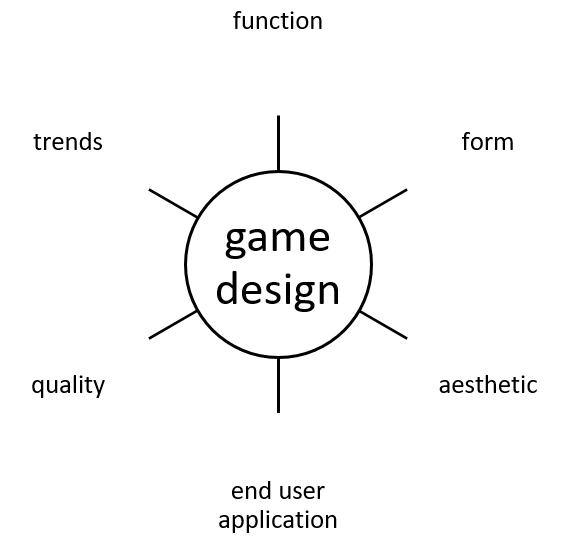 function
trends
form
game
design
quality
aesthetic
end user
application